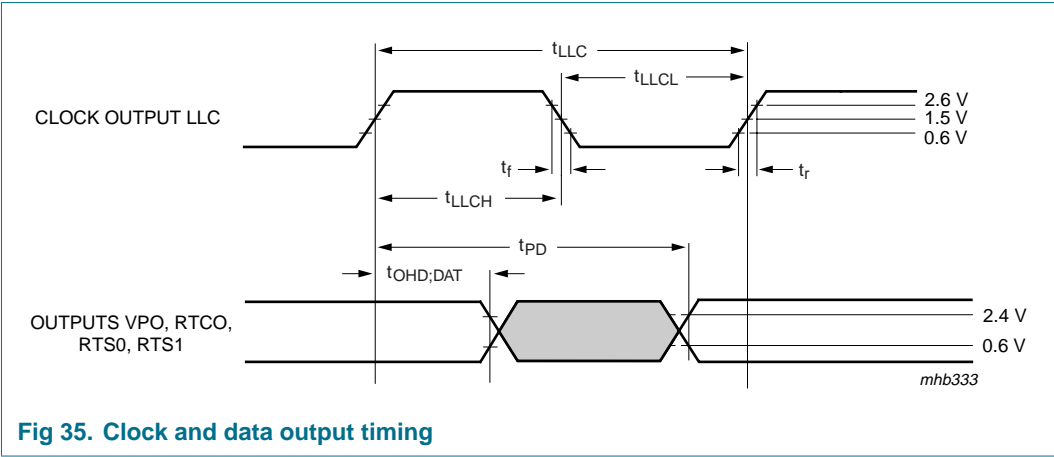 tLLC
tLLCL
CLOCK OUTPUT LLC
2.6 V
1.5 V
0.6 V
tf
tr
tLLCH
tPD
tOHD;DAT
OUTPUTS VPO, RTCO,
RTS0, RTS1
2.4 V
0.6 V
mhb333
Fig 35. Clock and data output timing